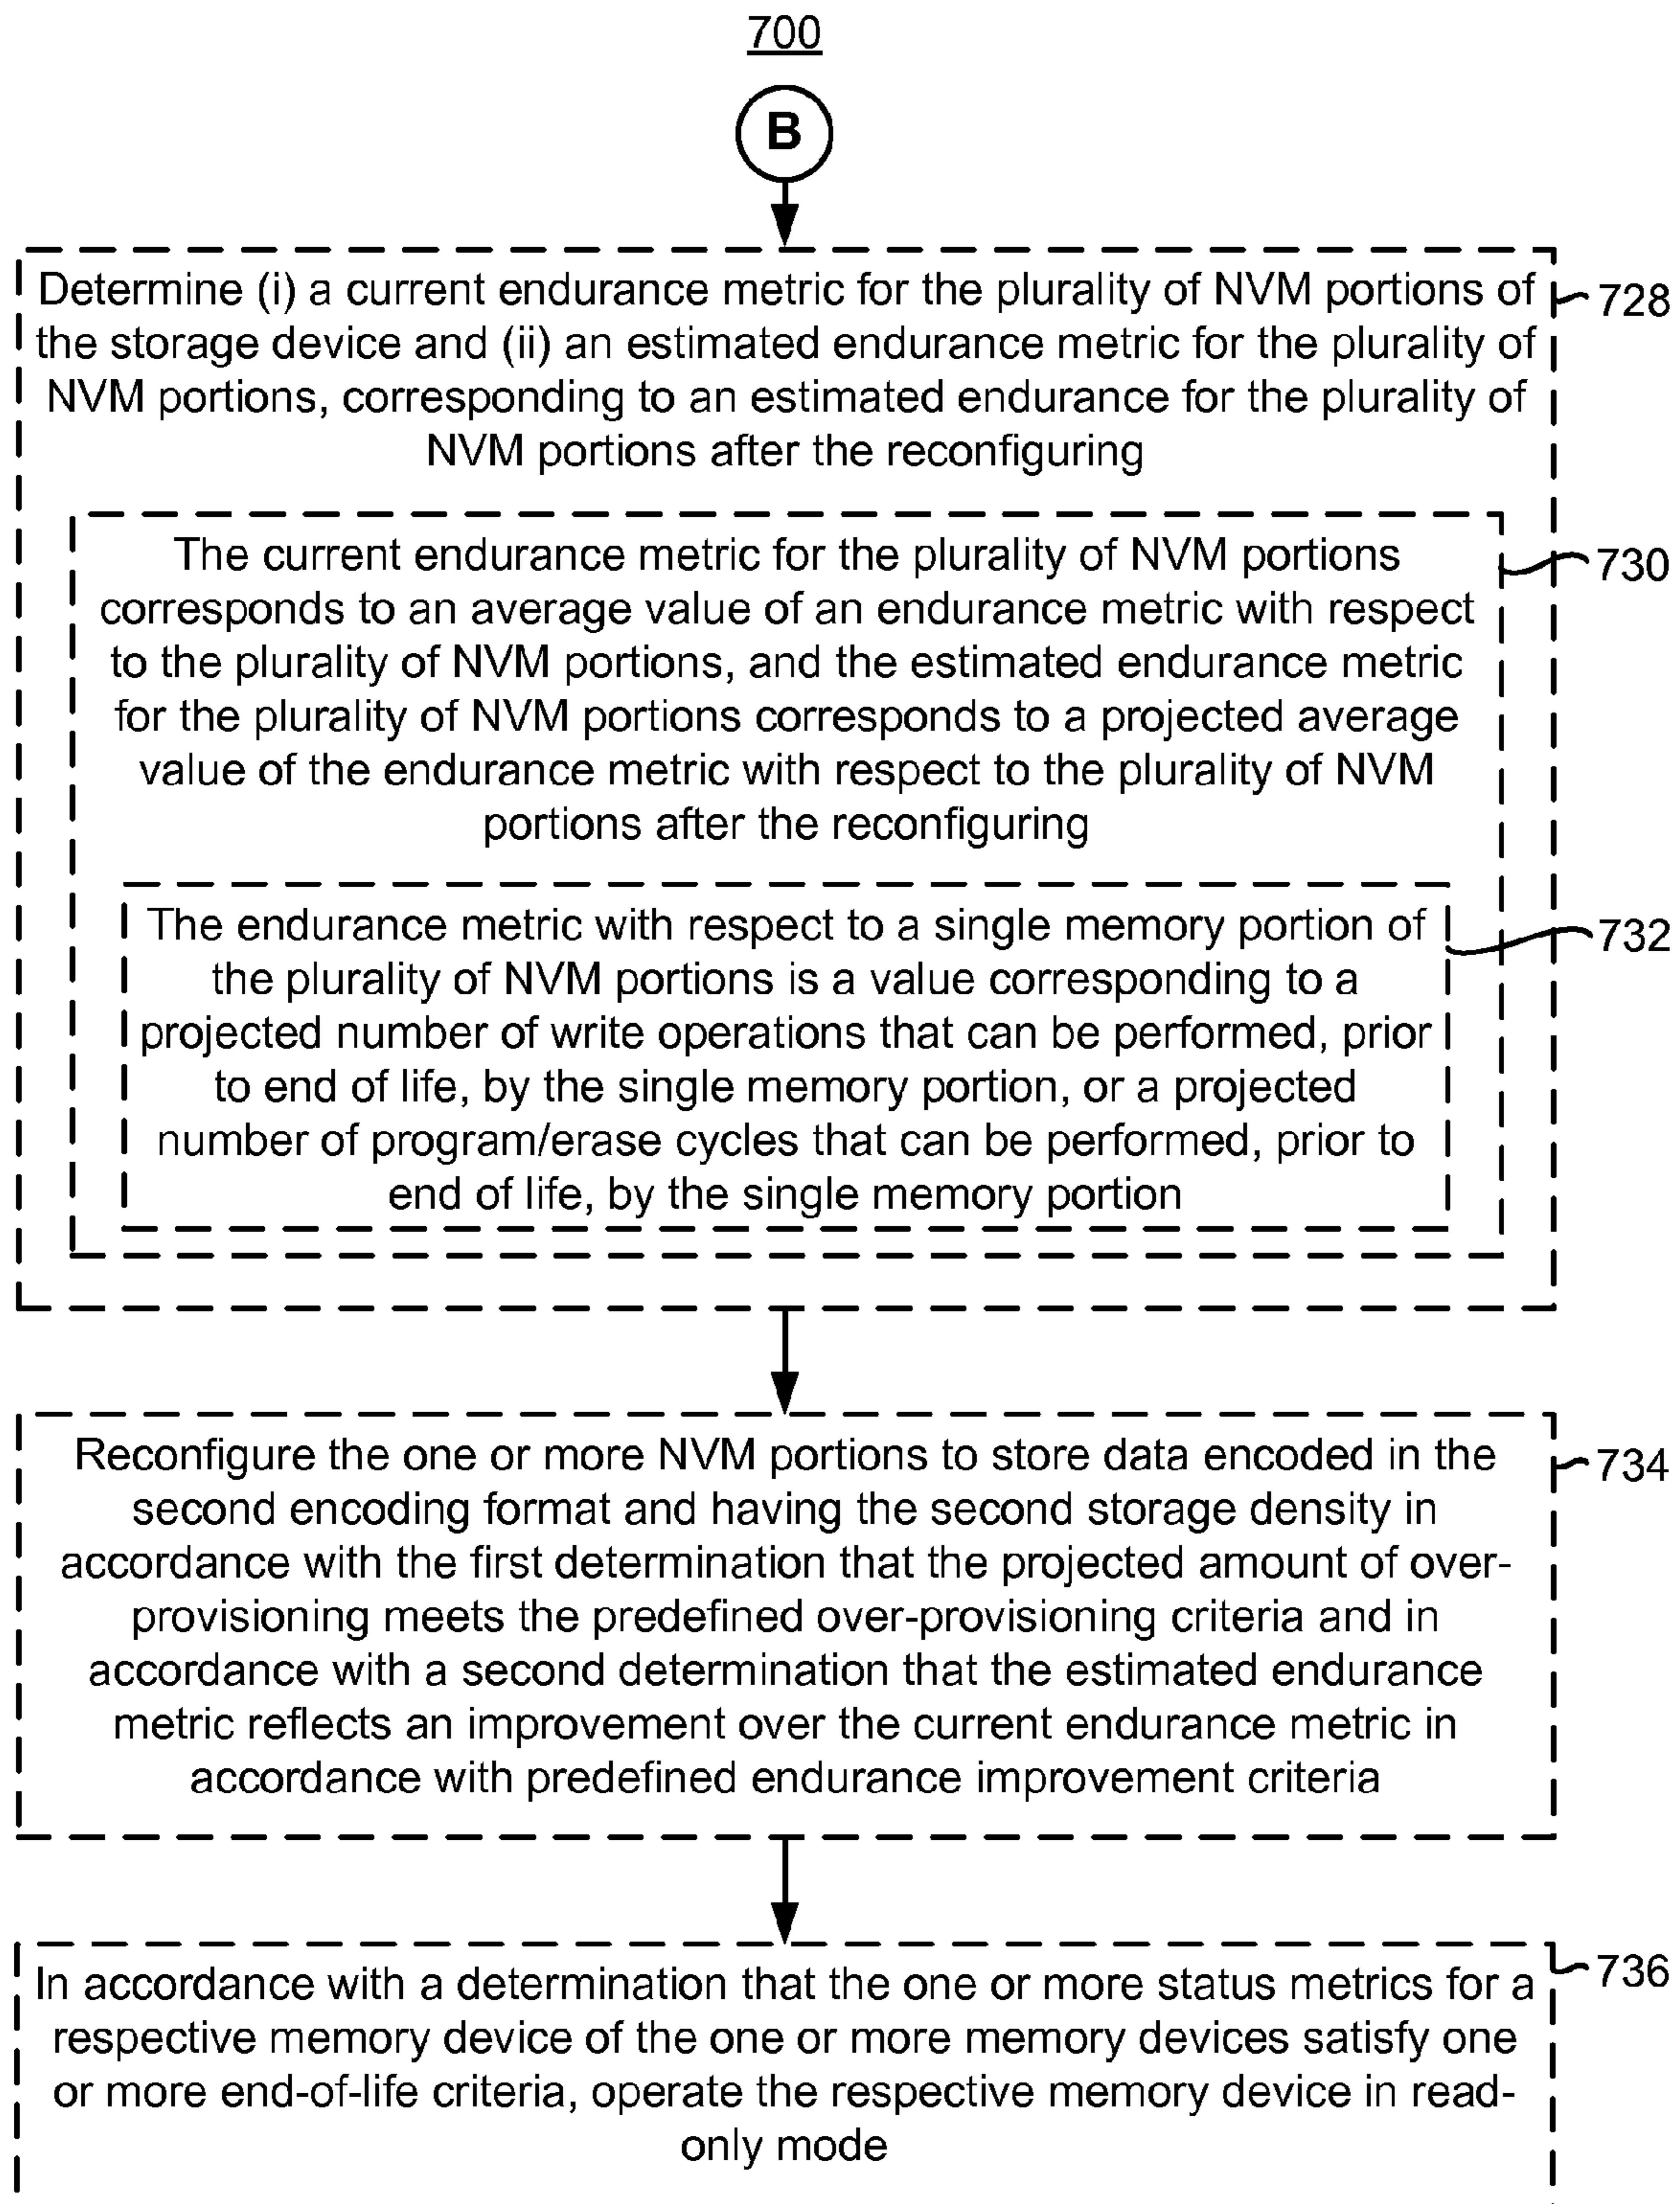 700
B
Determine (i) a current endurance metric for the plurality of NVM portions of
the storage device and (ii) an estimated endurance metric for the plurality of
NVM portions, corresponding to an estimated endurance for the plurality of
NVM portions after the reconfiguring
728
The current endurance metric for the plurality of NVM portions
corresponds to an average value of an endurance metric with respect
to the plurality of NVM portions, and the estimated endurance metric
for the plurality of NVM portions corresponds to a projected average
value of the endurance metric with respect to the plurality of NVM
portions after the reconfiguring
730
The endurance metric with respect to a single memory portion of
the plurality of NVM portions is a value corresponding to a
projected number of write operations that can be performed, prior
to end of life, by the single memory portion, or a projected
number of program/erase cycles that can be performed, prior to
end of life, by the single memory portion
732
Reconfigure the one or more NVM portions to store data encoded in the
second encoding format and having the second storage density in
accordance with the first determination that the projected amount of over-
provisioning meets the predefined over-provisioning criteria and in
accordance with a second determination that the estimated endurance
metric reflects an improvement over the current endurance metric in
accordance with predefined endurance improvement criteria
734
In accordance with a determination that the one or more status metrics for a
respective memory device of the one or more memory devices satisfy one
or more end-of-life criteria, operate the respective memory device in read-
only mode
736